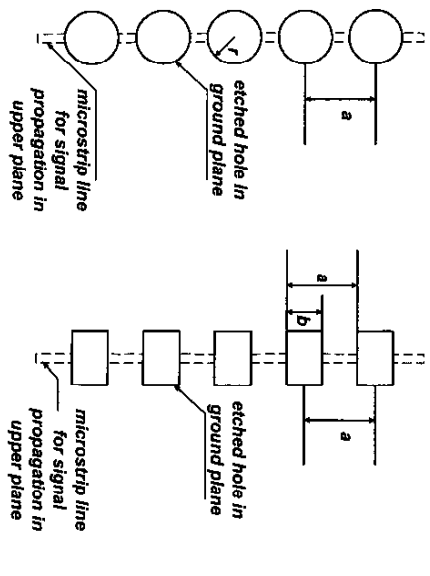 r
a
etched hole in
ground plane
microstrip line
for signal
propagation in
upper plane
a
b
a
etched hole in
ground plane
microstrip line
for signal
propagation in
upper plane